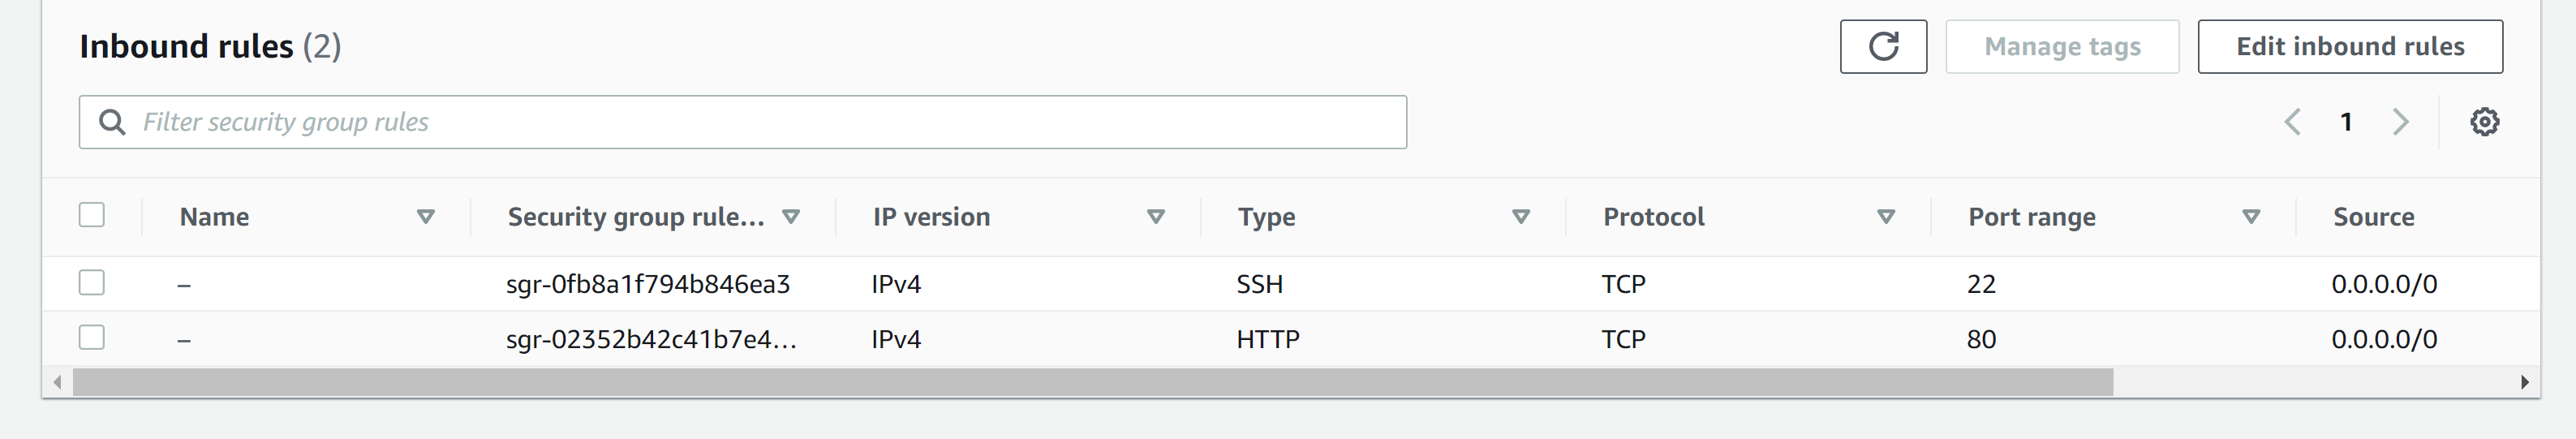 Inbound rules (2)
Manage tags
Edit inbound rules
Filter security group rules
1
Name Security group rule... IP version Type Protocol Port range Source
– sgr-0fb8a1f794b846ea3 IPv4 SSH TCP 22 0.0.0.0/0
– sgr-02352b42c41b7e4... IPv4 HTTP TCP 80 0.0.0.0/0